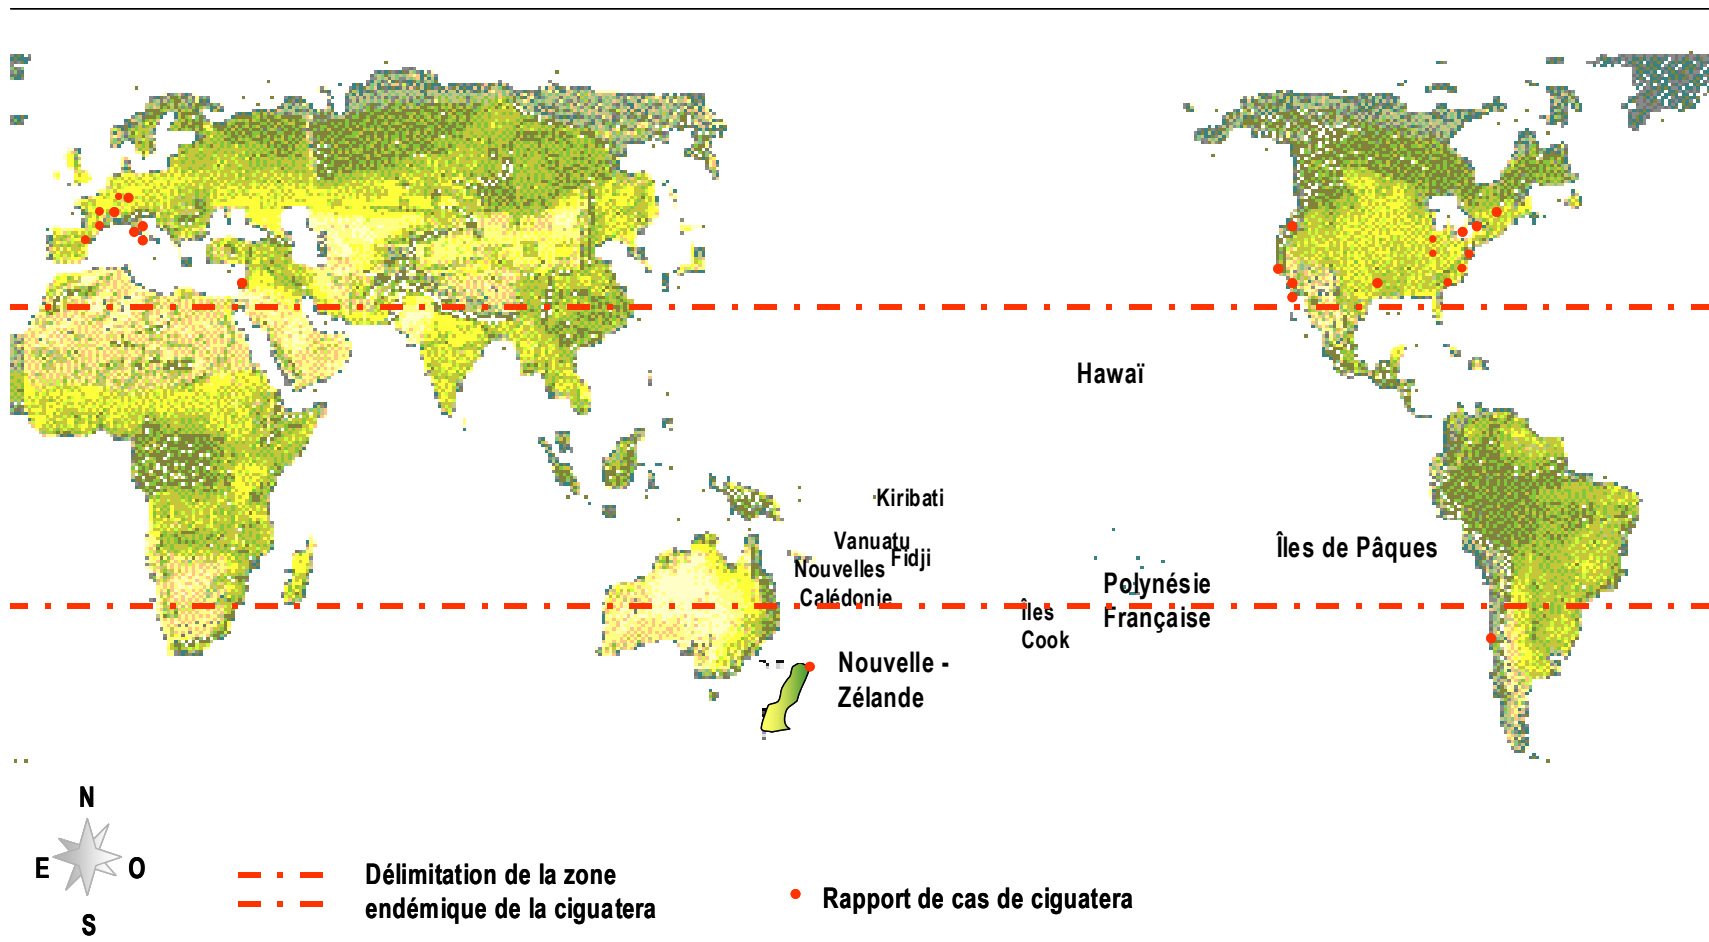 Hawaï
Kiribati
Vanuatu
Fidji
Nouvelles
Calédonie
Îles de Pâques
Polynésie
Française
Îles
Cook
Nouvelle -
Zélande
N
E O
S
Délimitation de la zone
endémique de la ciguatera
Rapport de cas de ciguatera